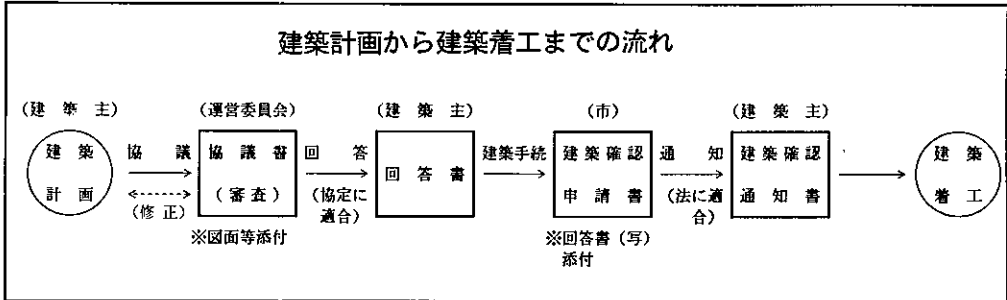 建築計画から建築着工までの流れ
(建築主)
建築
計画
協議
(修正)
(運営委員会)
協議書
(審査)
※図面等添付
回答
(協定に
適合)
(建築主)
回答書
建築手続
(市)
建築確認
申請書
※回答書(写)
添付
通知
(法に適
合)
(建築主)
建築確認
通知書
建築
着工